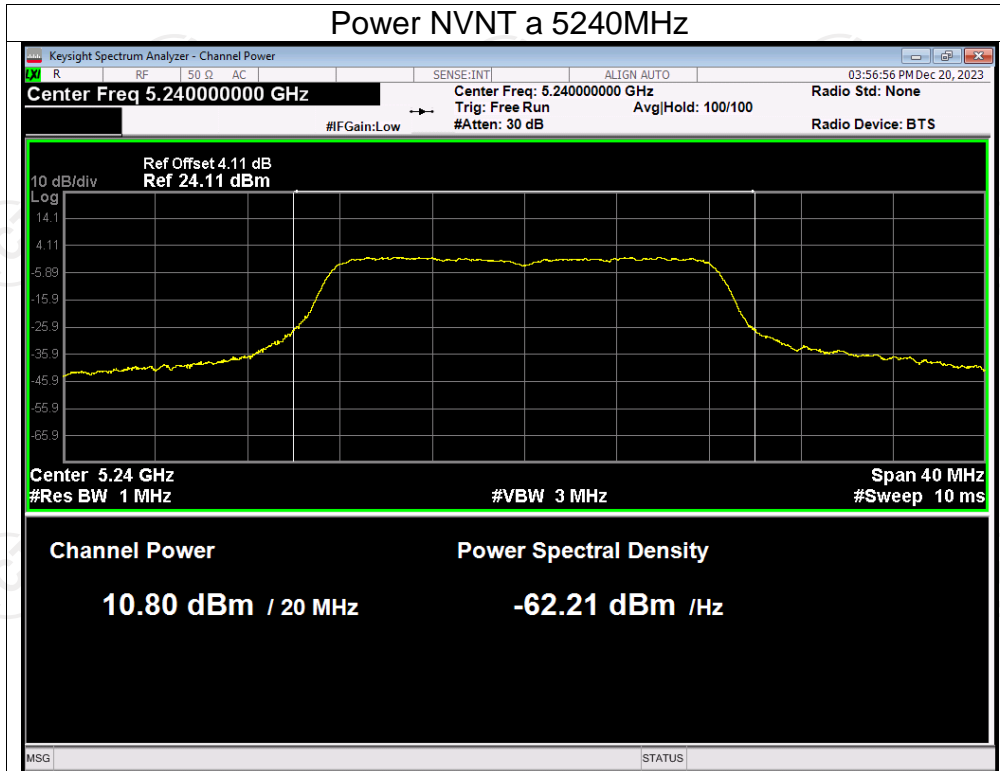 Power NVNT a 5240MHz
Keysight Spectrum Analyzer - Channel Power
LXI R RF 50 Ω AC SENSE:INT ALIGN AUTO 03:56:56 PM Dec 20, 2023
Center Freq 5.240000000 GHz
Center Freq: 5.240000000 GHz
Radio Std: None
Trig: Free Run Avg|Hold: 100/100
#IFGain:Low #Atten: 30 dB Radio Device: BTS
Ref Offset 4.11 dB
10 dB/div Ref 24.11 dBm
Log
14.1
4.11
-5.89
-15.9
-25.9
-35.9
-45.9
-55.9
-65.9
Center 5.24 GHz Span 40 MHz
#Res BW 1 MHz #VBW 3 MHz #Sweep 10 ms
Channel Power Power Spectral Density
10.80 dBm / 20 MHz -62.21 dBm /Hz
MSG STATUS